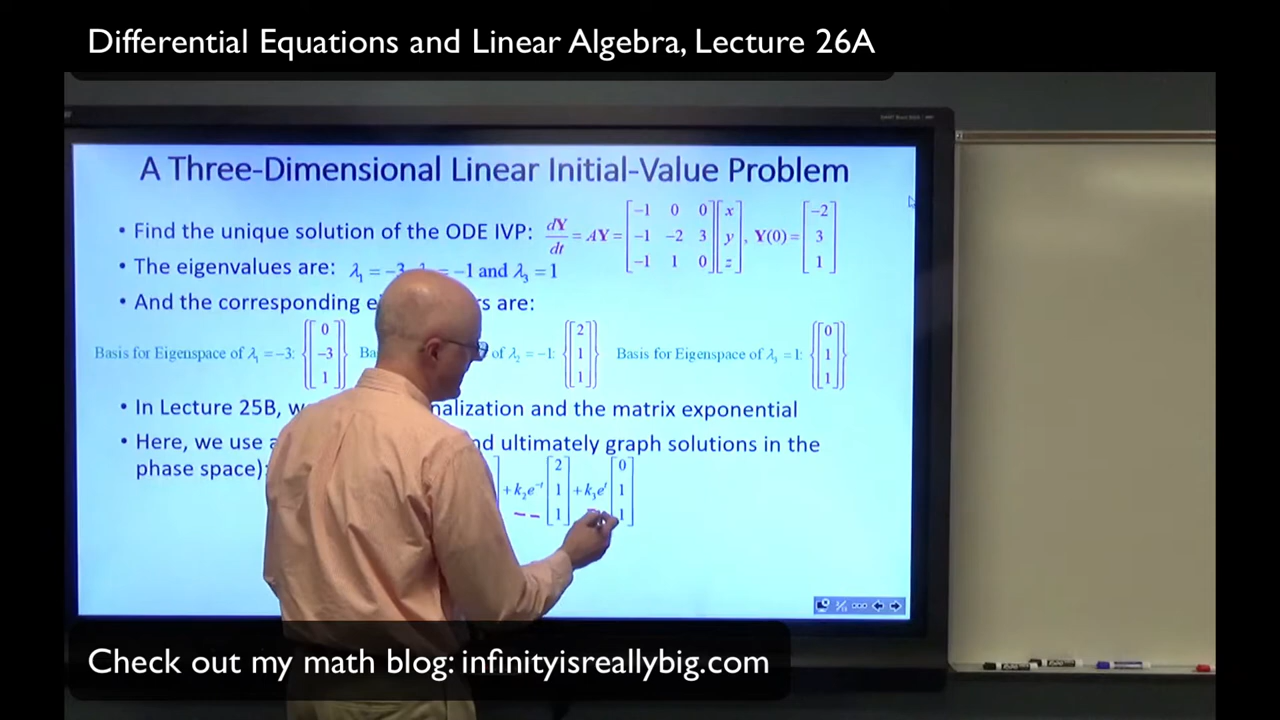 Differential Equations and Linear Algebra, Lecture 26A
A Three-Dimensional Linear Initial-Value Problem
• Find the unique solution of the ODE IVP: dY/dt = AY = [−1 0 0; −1 −2 3; −1 1 0] [x; y; z], Y(0) = [−2; 3; 1]
• The eigenvalues are: λ₁ = −3, = −1 and λ₃ = 1
• And the corresponding are:
Basis for Eigenspace of λ₁ = −3: {[0; −3; 1]} of λ₂ = −1: {[2; 1; 1]} Basis for Eigenspace of λ₃ = 1: {[0; 1; 1]}
• In Lecture 25B, and the matrix exponential
• Here, we use ultimately graph solutions in the
phase space):
+ k₂e⁻ᵗ [2; 1; 1] + k₃eᵗ [0; 1; 1]
Check out my math blog: infinityisreallybig.com